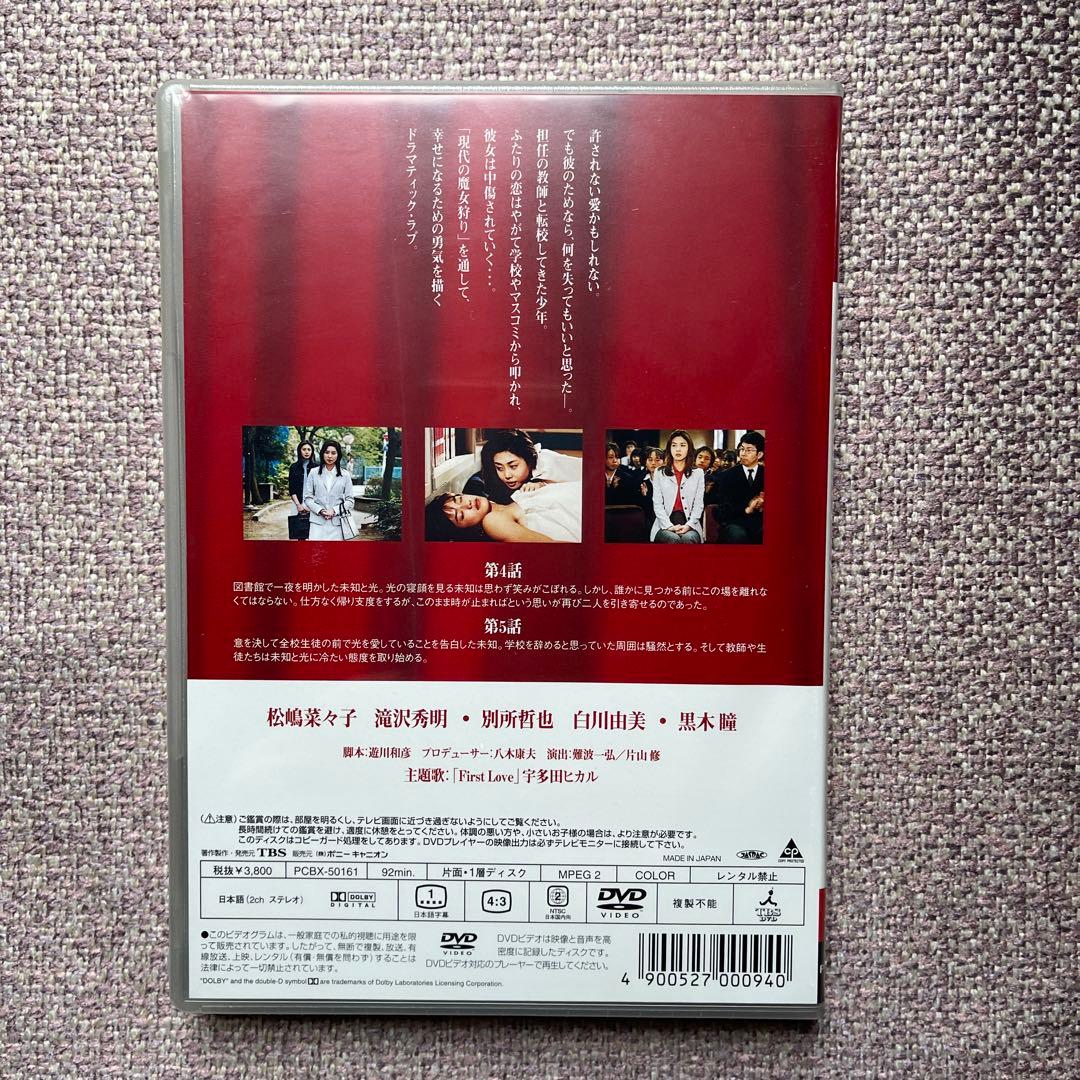 許されない愛かもしれない。
でも彼のためなら、何を失ってもいいと思った―。
担任の教師と転校してきた少年。
ふたりの恋はやがて学校やマスコミから叩かれ、
彼女は中傷されていく・・・。
「現代の魔女狩り」を通して、
幸せになるための勇気を描く
ドラマティック・ラブ。
第4話
図書館で一夜を明かした未知と光。光の寝顔を見る未知は思わず笑みがこぼれる。しかし、誰かに見つかる前にこの場を離れな
くてはならない。仕方なく帰り支度をするが、このまま時が止まればという思いが再び二人を引き寄せるのであった。
第5話
意を決して全校生徒の前で光を愛していることを告白した未知。学校を辞めると思っていた周囲は騒然とする。そして教師や生
徒たちは未知と光に冷たい態度を取り始める。
松嶋菜々子 滝沢秀明・別所哲也 白川由美・黒木 瞳
脚本:遊川和彦 プロデューサー:八木康夫 演出:難波一弘/片山 修
主題歌:「First Love」宇多田ヒカル
(⚠注意) ご鑑賞の際は、部屋を明るくし、テレビ画面に近づき過ぎないようにしてご覧ください。
長時間続けての鑑賞を避け、適度に休憩をとってください。体調の悪い方や、小さいお子様の場合は、より注意が必要です。
このディスクはコピーガード処理をしてあります。DVDプレイヤーの映像出力は必ずテレビモニターに接続して下さい。
著作製作・発売元 TBS 販売元 (株)ポニーキャニオン
MADE IN JAPAN JASRAC CP COPY PROTECTED
税抜¥3,800 PCBX-50161 92min. 片面・1層ディスク MPEG 2 COLOR レンタル禁止
日本語(2ch ステレオ) DOLBY DIGITAL 1 日本語字幕 4:3 2 NTSC 日本国内向 DVD VIDEO 複製不能 TBS DVD
●このビデオグラムは、一般家庭での私的視聴に用途を限
って販売されています。したがって、無断で複製、放送、有
線放送、上映、レンタル(有償・無償を問わず)することは
法律によって一切禁止されています。
DVD VIDEO
DVDビデオは映像と音声を高
密度に記録したディスクです。
DVDビデオ対応のプレーヤーで再生してください。
"DOLBY" and the double-D symbol are trademarks of Dolby Laboratories Licensing Corporation.
4 900527 000940